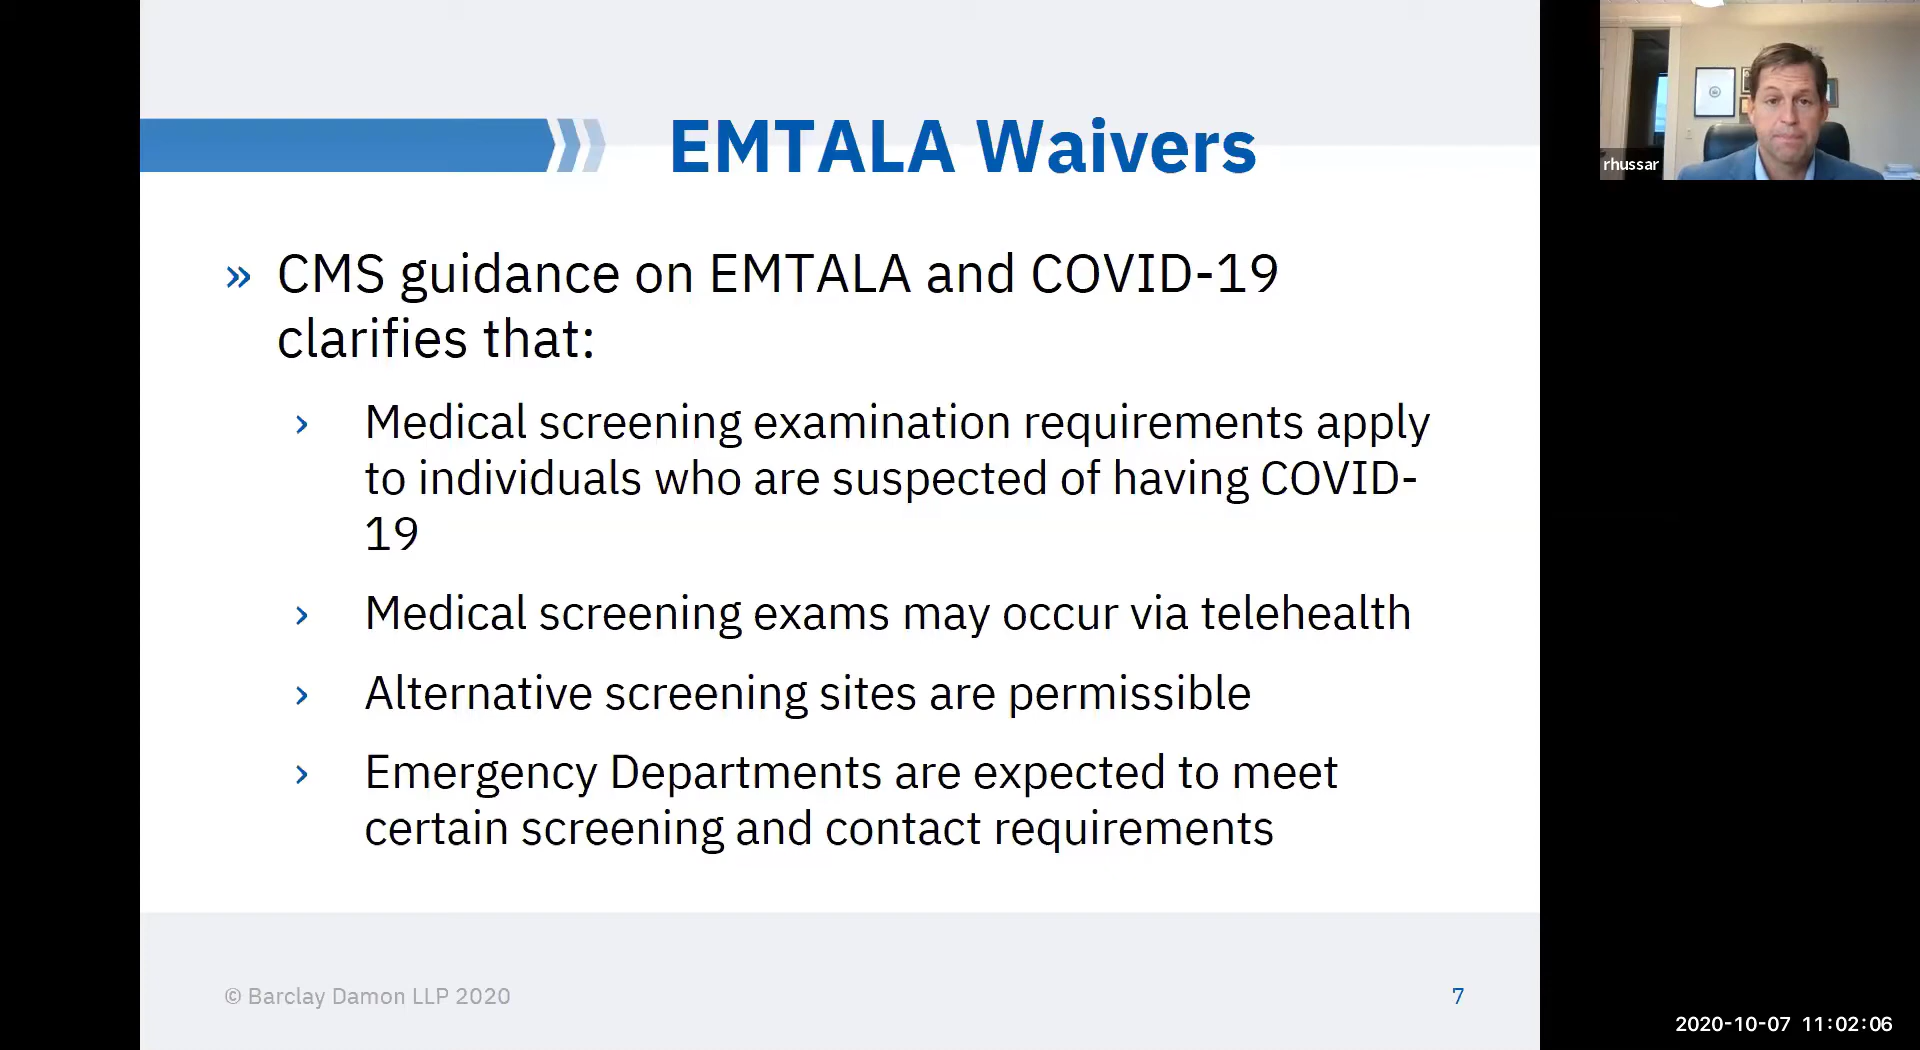 EMTALA Waivers
» CMS guidance on EMTALA and COVID-19
clarifies that:
› Medical screening examination requirements apply
to individuals who are suspected of having COVID-
19
› Medical screening exams may occur via telehealth
› Alternative screening sites are permissible
› Emergency Departments are expected to meet
certain screening and contact requirements
© Barclay Damon LLP 2020
7
rhussar
2020-10-07 11:02:06